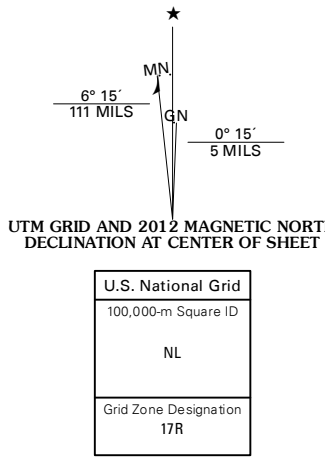 ★
MN
GN
6° 15´
111 MILS
0° 15´
5 MILS
UTM GRID AND 2012 MAGNETIC NORTH
DECLINATION AT CENTER OF SHEET
U.S. National Grid
100,000-m Square ID
NL
Grid Zone Designation
17R